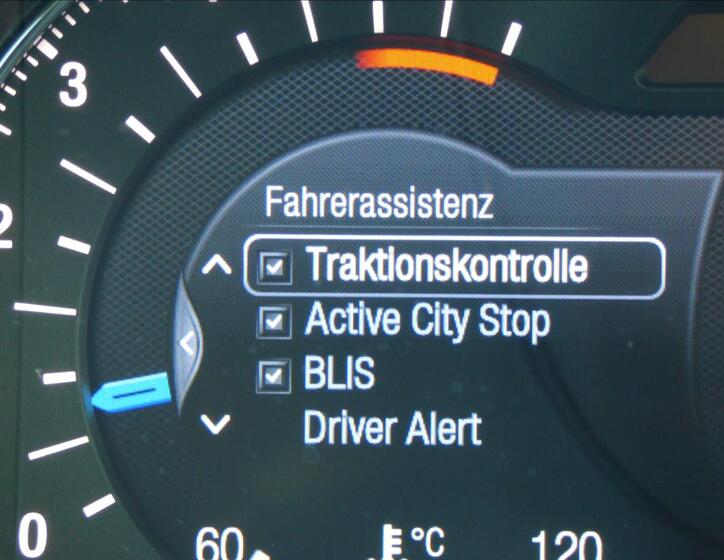 3
2
Fahrerassistenz
Traktionskontrolle
Active City Stop
BLIS
Driver Alert
0
60 °C 120